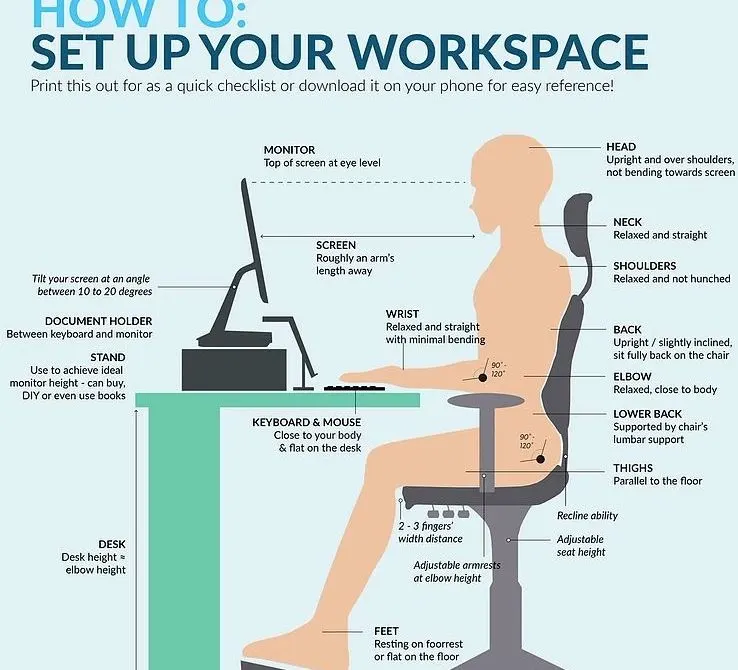 HOW TO:
SET UP YOUR WORKSPACE
Print this out for as a quick checklist or download it on your phone for easy reference!
MONITOR
Top of screen at eye level
HEAD
Upright and over shoulders,
not bending towards screen
NECK
Relaxed and straight
SCREEN
Roughly an arm's
length away
SHOULDERS
Relaxed and not hunched
Tilt your screen at an angle
between 10 to 20 degrees
WRIST
Relaxed and straight
with minimal bending
DOCUMENT HOLDER
Between keyboard and monitor
BACK
Upright / slightly inclined,
sit fully back on the chair
STAND
Use to achieve ideal
monitor height - can buy,
DIY or even use books
90° -
120°
ELBOW
Relaxed, close to body
KEYBOARD & MOUSE
Close to your body
& flat on the desk
LOWER BACK
Supported by chair's
lumbar support
90° -
120°
THIGHS
Parallel to the floor
Recline ability
2 - 3 fingers'
width distance
Adjustable
seat height
DESK
Desk height ≈
elbow height
Adjustable armrests
at elbow height
FEET
Resting on foorrest
or flat on the floor